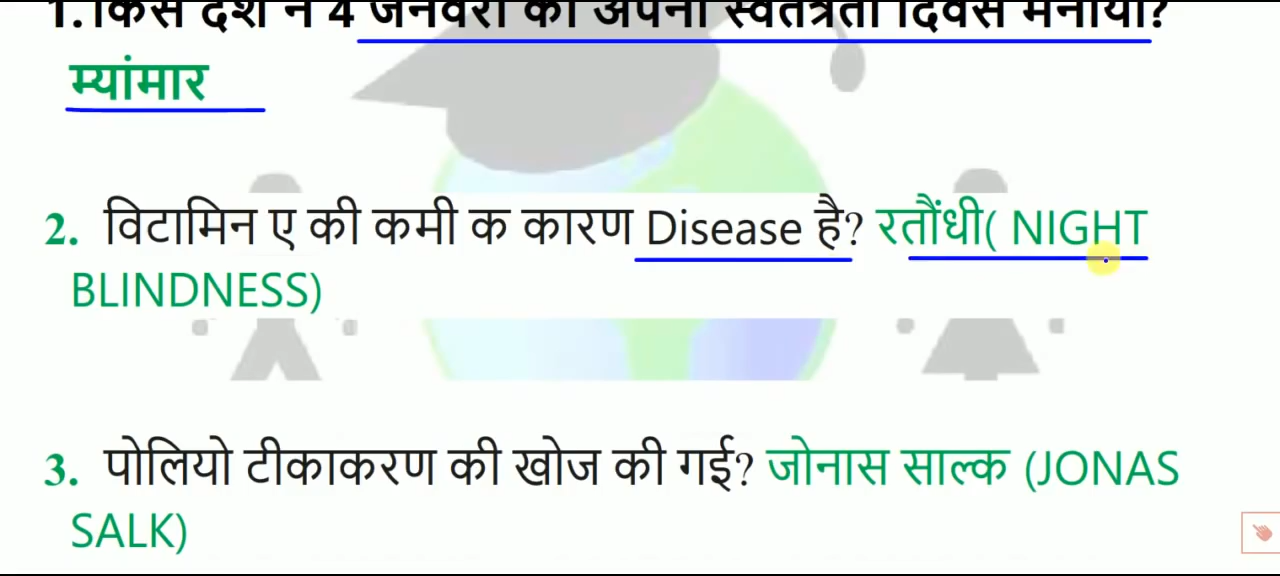 1.किस देश ने 4 जनवरी को अपना स्वतंत्रता दिवस मनाया?
म्यांमार
2. विटामिन ए की कमी क कारण Disease है? रतौंधी( NIGHT
BLINDNESS)
3. पोलियो टीकाकरण की खोज की गई? जोनास साल्क (JONAS
SALK)